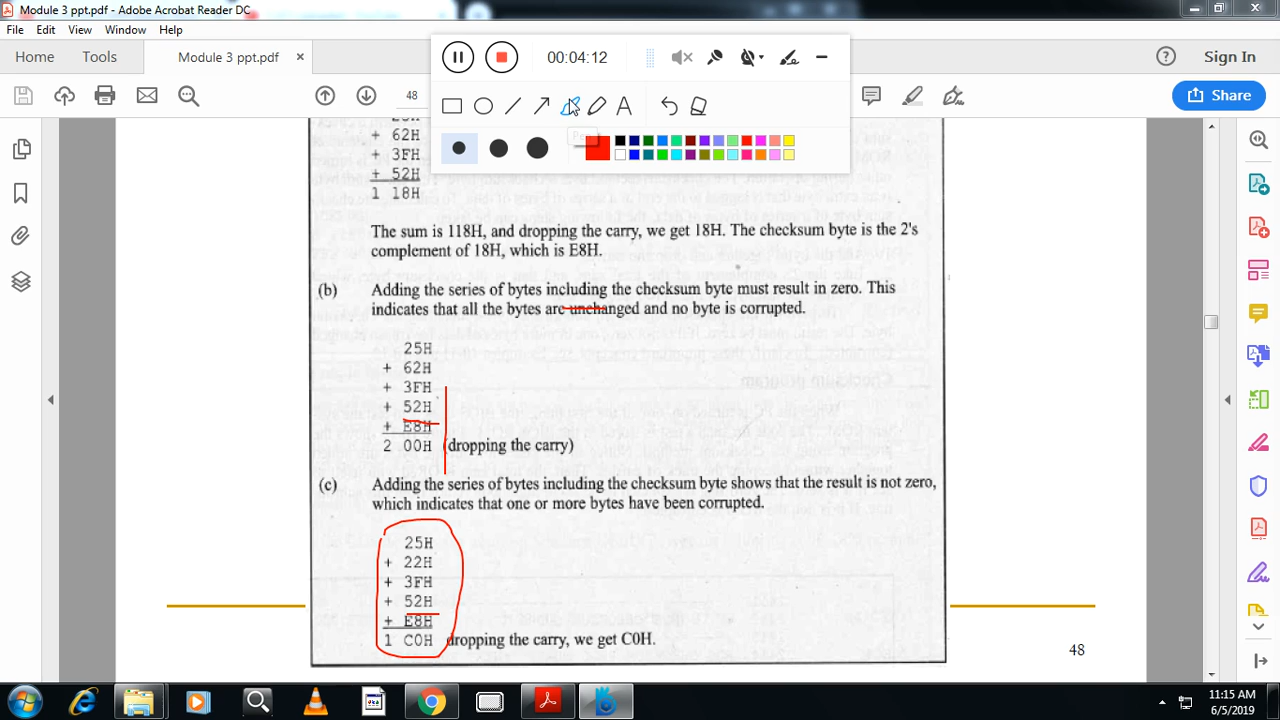 Module 3 ppt.pdf - Adobe Acrobat Reader DC
File Edit View Window Help
Home Tools Module 3 ppt.pdf × 00:04:12 Sign In
48 A Share
+ 62H
+ 3FH
+ 52H
1 18H
The sum is 118H, and dropping the carry, we get 18H. The checksum byte is the 2's
complement of 18H, which is E8H.
(b) Adding the series of bytes including the checksum byte must result in zero. This
indicates that all the bytes are unchanged and no byte is corrupted.
25H
+ 62H
+ 3FH
+ 52H
+ E8H
2 00H (dropping the carry)
(c) Adding the series of bytes including the checksum byte shows that the result is not zero,
which indicates that one or more bytes have been corrupted.
25H
+ 22H
+ 3FH
+ 52H
+ E8H
1 C0H dropping the carry, we get C0H.
48
11:15 AM
6/5/2019